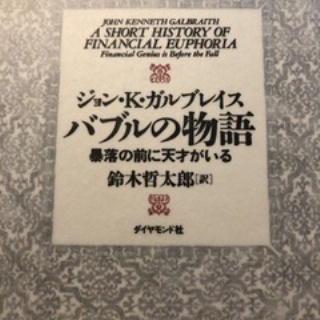 JOHN KENNETH GALBRAITH
A SHORT HISTORY OF
FINANCIAL EUPHORIA
Financial Genius is Before the Fall
ジョン・K・ガルブレイス
バブルの物語
暴落の前に天才がいる
鈴木哲太郎[訳]
ダイヤモンド社